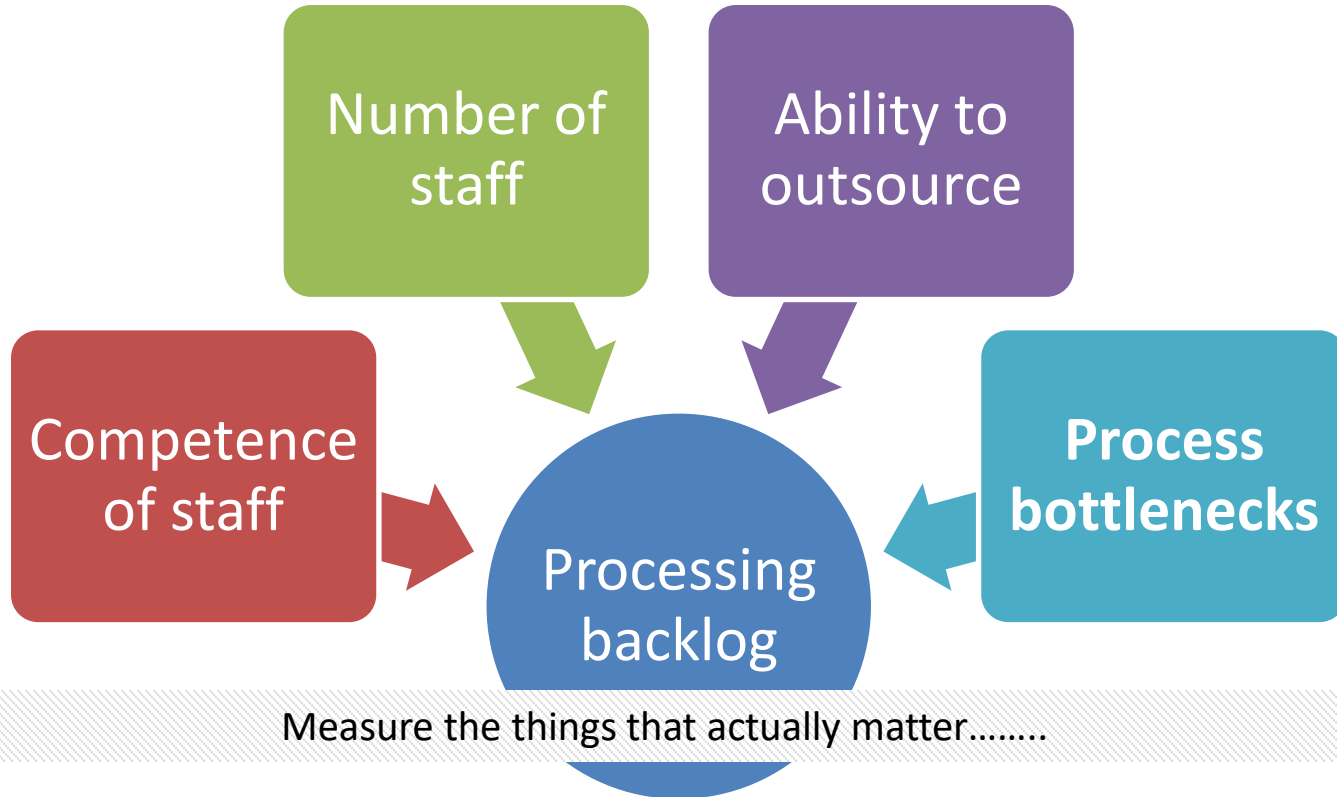 Number of
staff
Ability to
outsource
Competence
of staff
Process
bottlenecks
Processing
backlog
Measure the things that actually matter........